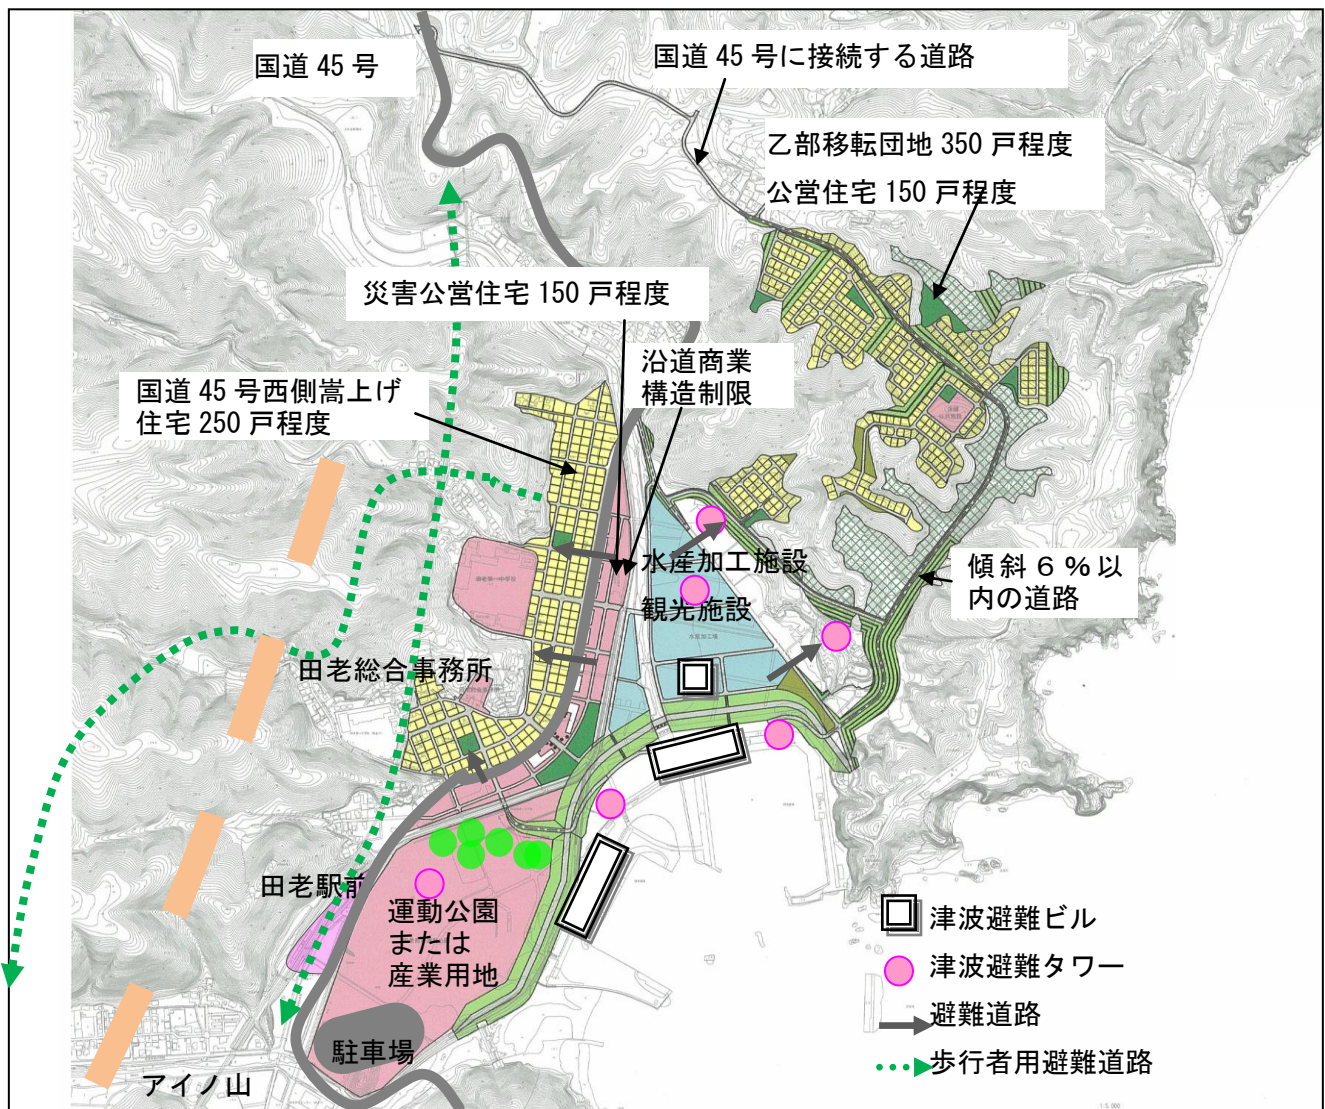 国道 45 号
国道 45 号に接続する道路
乙部移転団地 350 戸程度
公営住宅 150 戸程度
災害公営住宅 150 戸程度
沿道商業
構造制限
国道 45 号西側嵩上げ
住宅 250 戸程度
水産加工施設
観光施設
水産加工場
傾斜 6 %以
内の道路
田老総合事務所
田老駅前
運動公園
または
産業用地
駐車場
アイノ山
津波避難ビル
津波避難タワー
避難道路
歩行者用避難道路